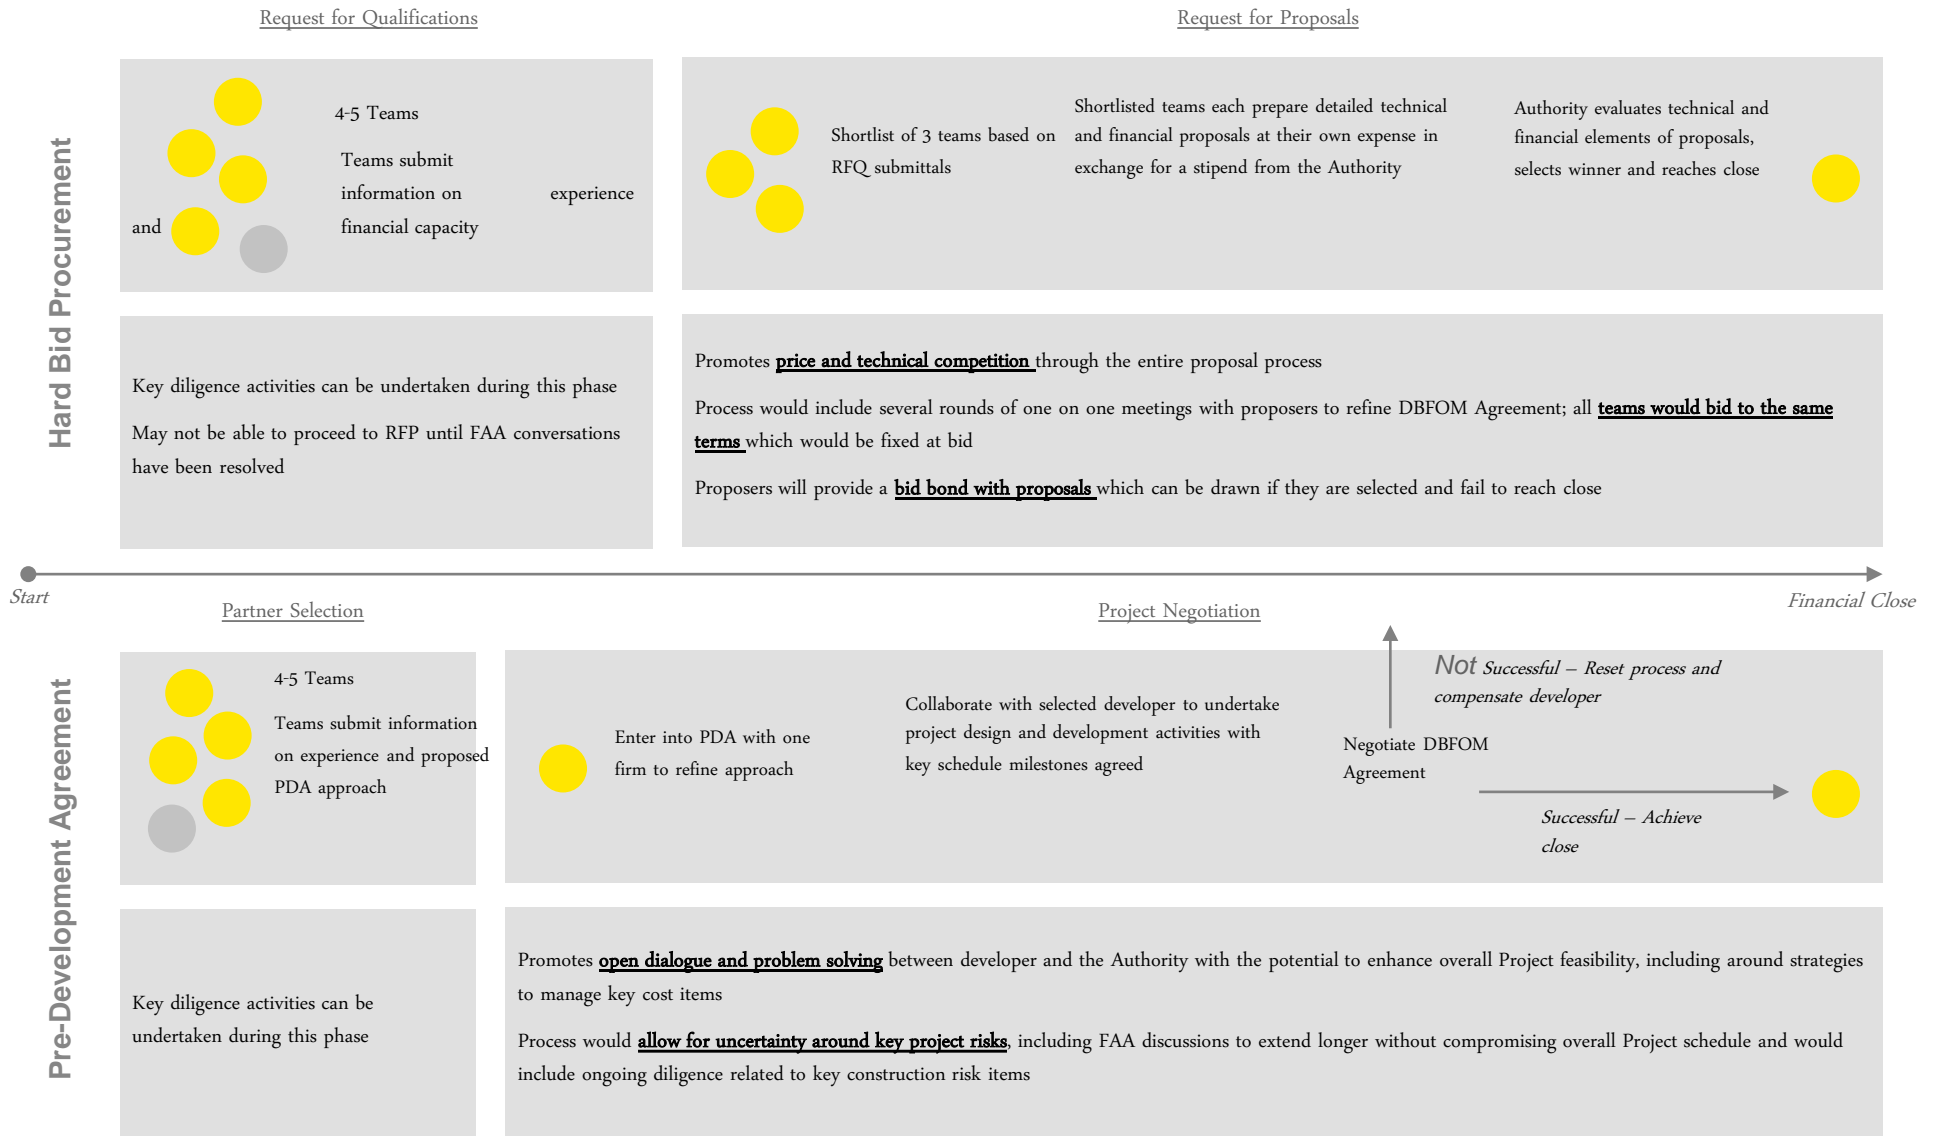 Request for Qualifications
Request for Proposals
Hard Bid Procurement
4-5 Teams
Teams submit
information on experience
and financial capacity
Shortlist of 3 teams based on
RFQ submittals
Shortlisted teams each prepare detailed technical
and financial proposals at their own expense in
exchange for a stipend from the Authority
Authority evaluates technical and
financial elements of proposals,
selects winner and reaches close
Key diligence activities can be undertaken during this phase
May not be able to proceed to RFP until FAA conversations
have been resolved
Promotes price and technical competition through the entire proposal process
Process would include several rounds of one on one meetings with proposers to refine DBFOM Agreement; all teams would bid to the same
terms which would be fixed at bid
Proposers will provide a bid bond with proposals which can be drawn if they are selected and fail to reach close
Start
Financial Close
Partner Selection
Project Negotiation
Pre-Development Agreement
4-5 Teams
Teams submit information
on experience and proposed
PDA approach
Enter into PDA with one
firm to refine approach
Collaborate with selected developer to undertake
project design and development activities with
key schedule milestones agreed
Not Successful – Reset process and
compensate developer
Negotiate DBFOM
Agreement
Successful – Achieve
close
Key diligence activities can be
undertaken during this phase
Promotes open dialogue and problem solving between developer and the Authority with the potential to enhance overall Project feasibility, including around strategies
to manage key cost items
Process would allow for uncertainty around key project risks, including FAA discussions to extend longer without compromising overall Project schedule and would
include ongoing diligence related to key construction risk items